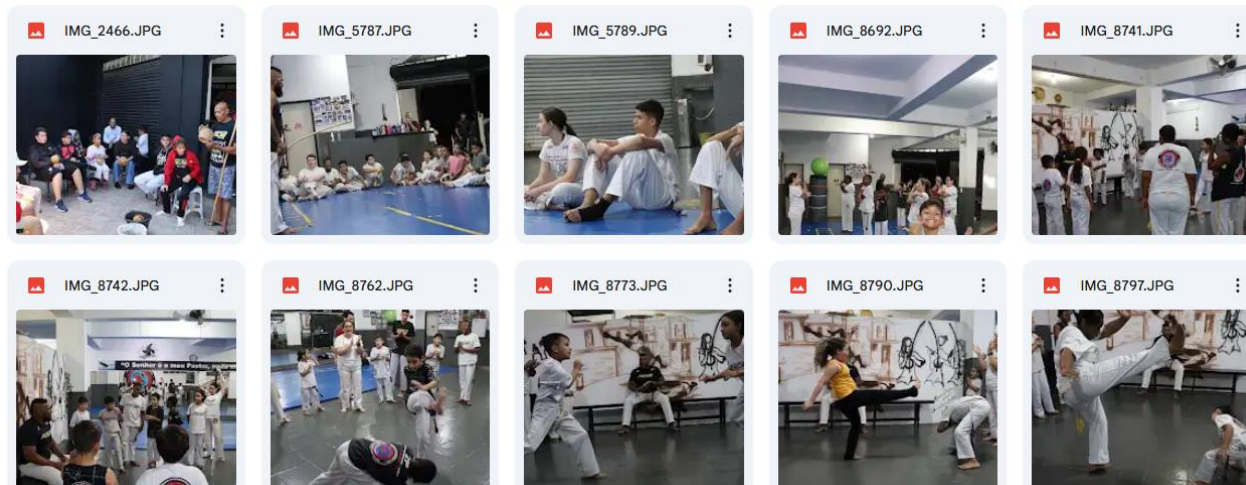 IMG_2466.JPG
IMG_5787.JPG
IMG_5789.JPG
IMG_8692.JPG
IMG_8741.JPG
IMG_8742.JPG
IMG_8762.JPG
IMG_8773.JPG
IMG_8790.JPG
IMG_8797.JPG
"O Senhor é o meu Pastor,